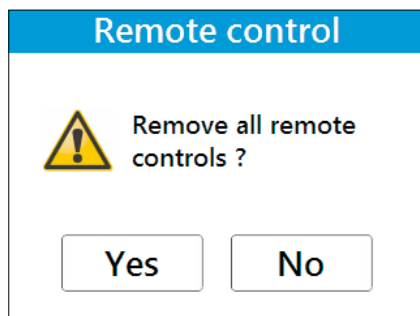 Remote control
Remove all remote
controls ?
Yes No